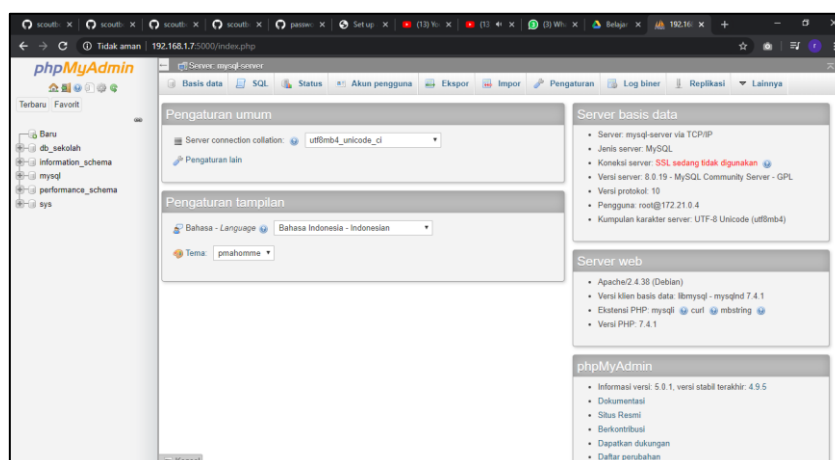 scoutb
scoutb
scoutb
scoutb
passwo
Set up
(13) Yo
(13
(3) Wh
Belajar
192.16
Tidak aman
192.168.1.7:5000/index.php
phpMyAdmin
Terbaru Favorit
Baru
db_sekolah
information_schema
mysql
performance_schema
sys
Server: mysql-server
Basis data SQL Status Akun pengguna Ekspor Impor Pengaturan Log biner Replikasi Lainnya
Pengaturan umum
Server connection collation: utf8mb4_unicode_ci
Pengaturan lain
Pengaturan tampilan
Bahasa - Language Bahasa Indonesia - Indonesian
Tema: pmahomme
Server basis data
Server: mysql-server via TCP/IP
Jenis server: MySQL
Koneksi server: SSL sedang tidak digunakan
Versi server: 8.0.19 - MySQL Community Server - GPL
Versi protokol: 10
Pengguna: root@172.21.0.4
Kumpulan karakter server: UTF-8 Unicode (utf8mb4)
Server web
Apache/2.4.38 (Debian)
Versi klien basis data: libmysql - mysqlnd 7.4.1
Ekstensi PHP: mysqli curl mbstring
Versi PHP: 7.4.1
phpMyAdmin
Informasi versi: 5.0.1, versi stabil terakhir: 4.9.5
Dokumentasi
Situs Resmi
Berkontribusi
Dapatkan dukungan
Daftar perubahan